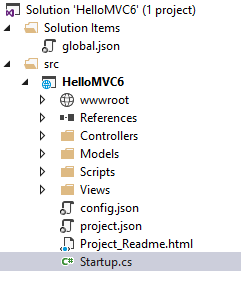 Solution 'HelloMVC6' (1 project)
Solution Items
global.json
src
HelloMVC6
wwwroot
References
Controllers
Models
Scripts
Views
config.json
project.json
Project_Readme.html
C# Startup.cs